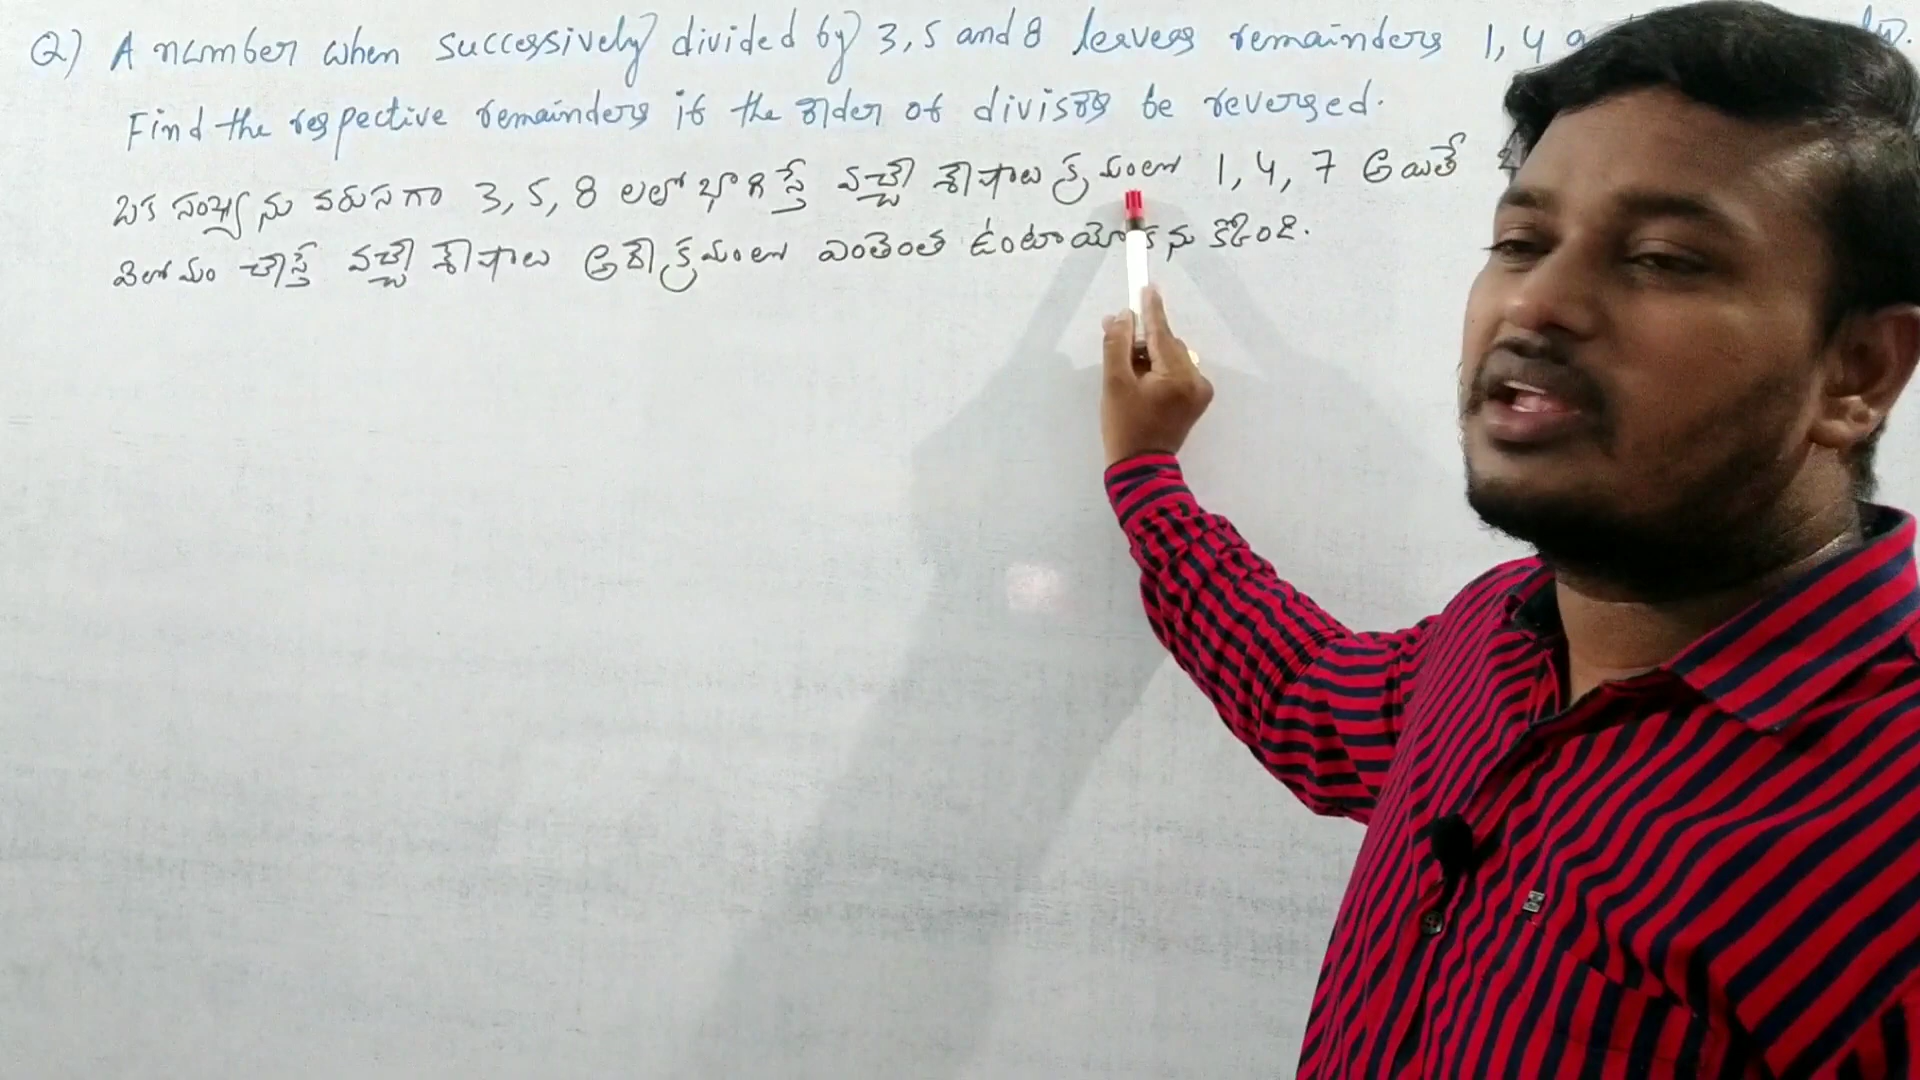 Q) A number when successively divided by 3, 5 and 8 leaves remainders 1, 4
Find the respective remainders if the order of divisors be reversed.
ఒక సంఖ్యను వరుసగా 3, 5, 8 లలో భాగిస్తే వచ్చే శేషాలు క్రమంలో 1, 4, 7 అయితే
విలోమం చేస్తే వచ్చే శేషాలు అదే క్రమంలో ఎంతెంత ఉంటాయో కనుక్కోండి.